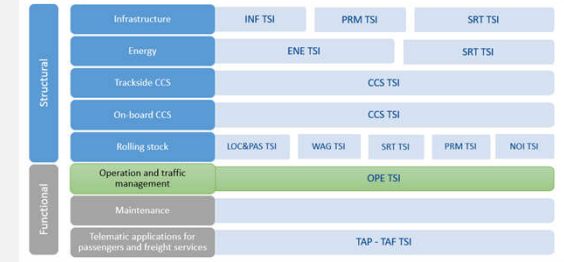 Structural
Infrastructure
INF TSI
PRM TSI
SRT TSI
Energy
ENE TSI
SRT TSI
Trackside CCS
CCS TSI
On-board CCS
CCS TSI
Rolling stock
LOC&PAS TSI
WAG TSI
SRT TSI
PRM TSI
NOI TSI
Functional
Operation and traffic
management
OPE TSI
Maintenance
Telematic applications for
passengers and freight services
TAP - TAF TSI